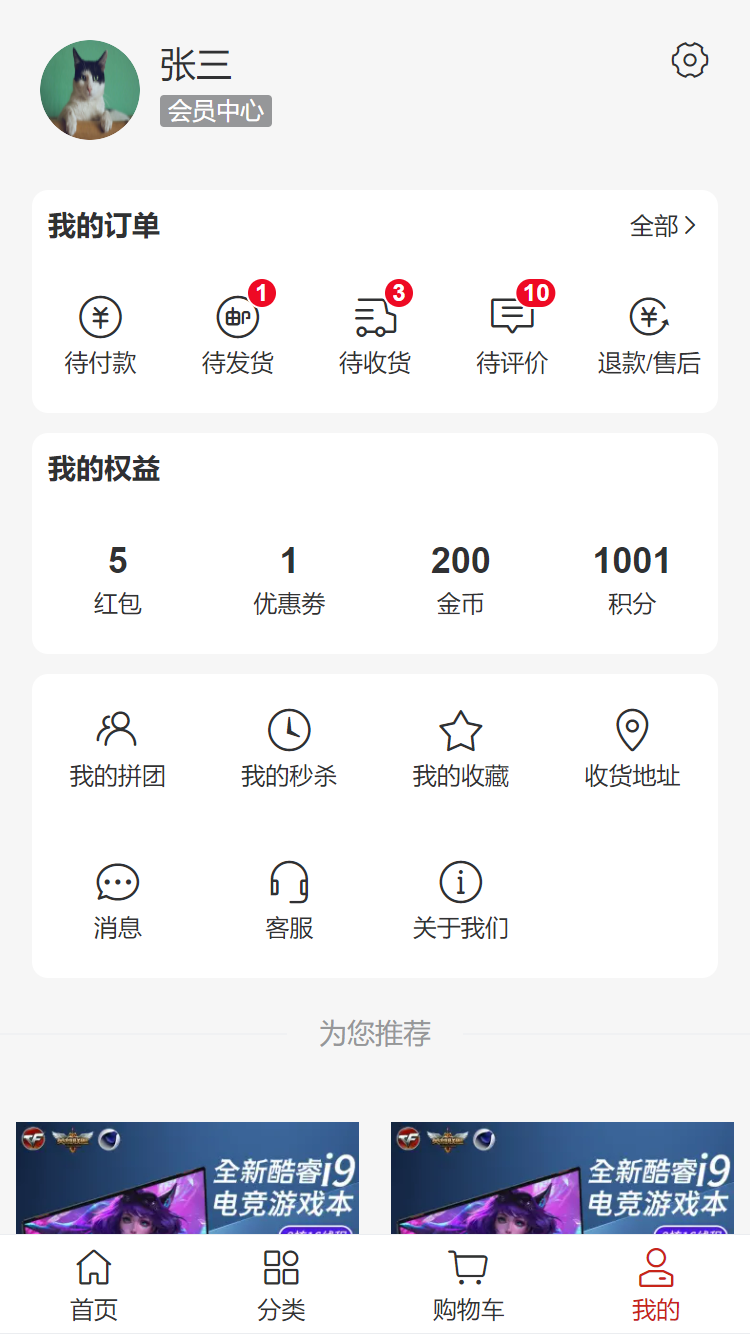 张三
会员中心
我的订单
全部
1
3
10
待付款
待发货
待收货
待评价
退款/售后
我的权益
5
1
200
1001
红包
优惠券
金币
积分
我的拼团
我的秒杀
我的收藏
收货地址
消息
客服
关于我们
为您推荐
全新酷睿i9
电竞游戏本
全新酷睿i9
电竞游戏本
首页
分类
购物车
我的